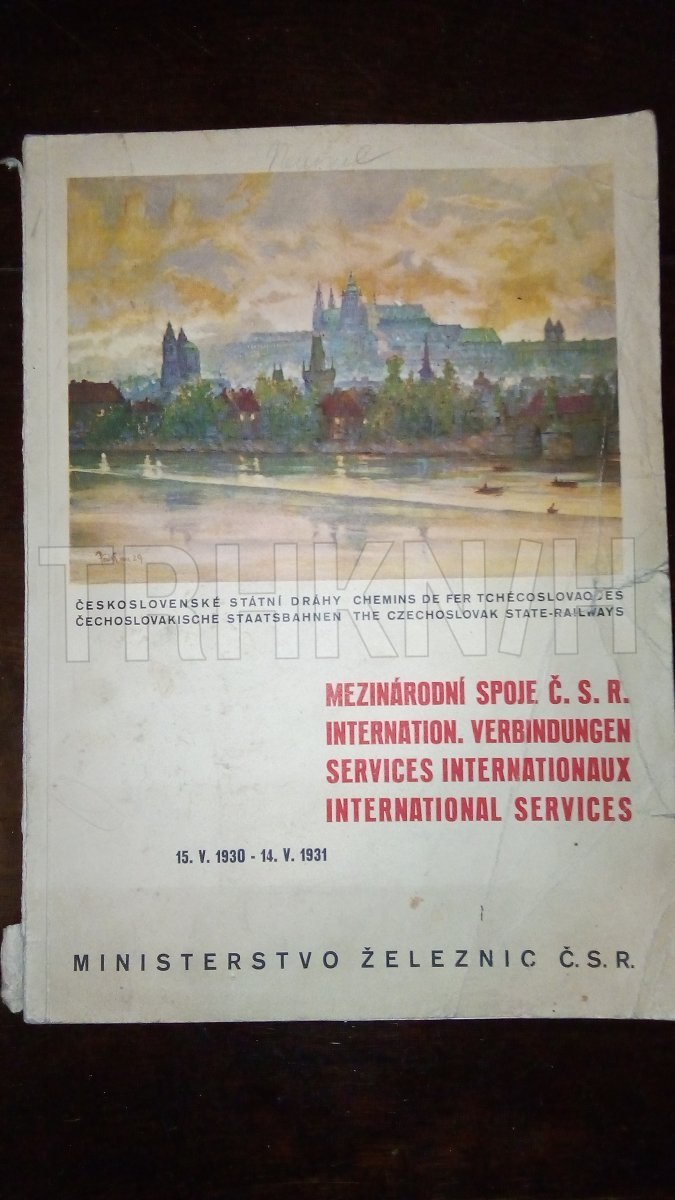 ČESKOSLOVENSKÉ STÁTNÍ DRÁHY CHEMINS DE FER TCHÉCOSLOVAQUES
ČECHOSLOVAKISCHE STAATSBAHNEN THE CZECHOSLOVAK STATE-RAILWAYS
TRHKNIH
MEZINÁRODNÍ SPOJE Č. S. R.
INTERNATION. VERBINDUNGEN
SERVICES INTERNATIONAUX
INTERNATIONAL SERVICES
15. V. 1930 - 14. V. 1931
MINISTERSTVO ŽELEZNIC Č. S. R.